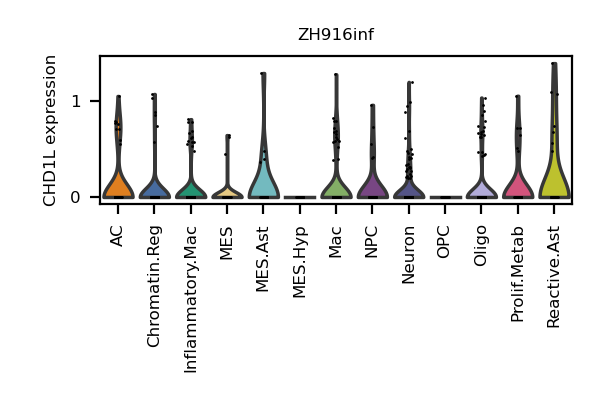 ZH916inf
CHD1L expression
1
0
AC
Chromatin.Reg
Inflammatory.Mac
MES
MES.Ast
MES.Hyp
Mac
NPC
Neuron
OPC
Oligo
Prolif.Metab
Reactive.Ast